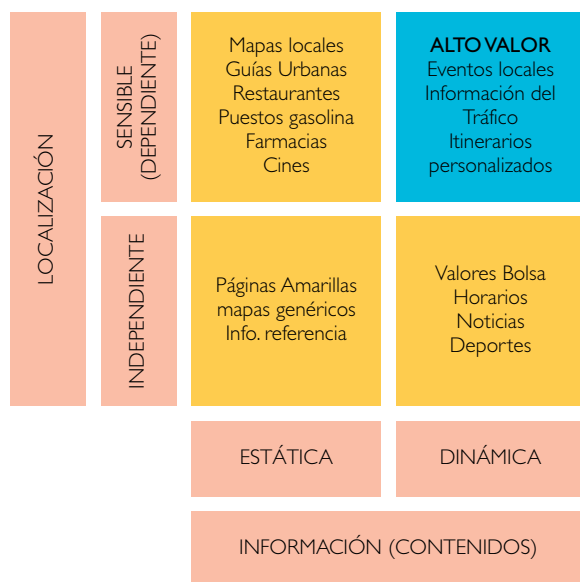 LOCALIZACIÓN
SENSIBLE
(DEPENDIENTE)
Mapas locales
Guías Urbanas
Restaurantes
Puestos gasolina
Farmacias
Cines
ALTO VALOR
Eventos locales
Información del
Tráfico
Itinerarios
personalizados
INDEPENDIENTE
Páginas Amarillas
mapas genéricos
Info. referencia
Valores Bolsa
Horarios
Noticias
Deportes
ESTÁTICA
DINÁMICA
INFORMACIÓN (CONTENIDOS)